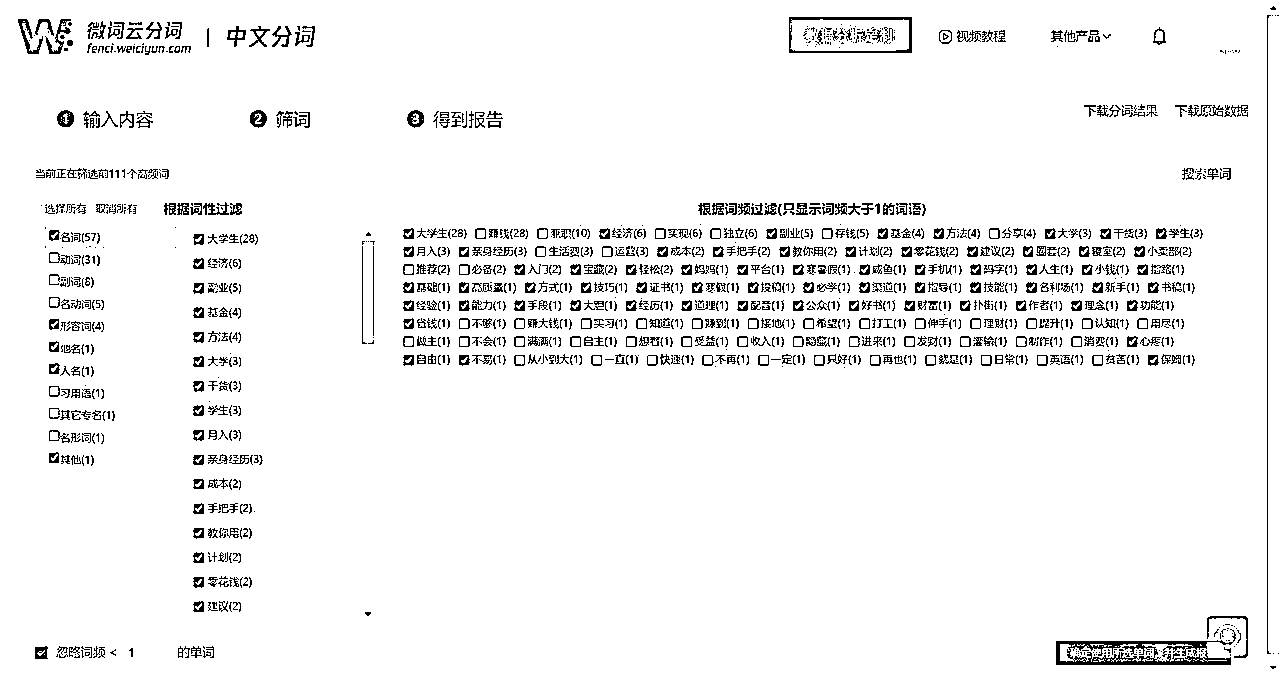 微词云分词
fenci.weiciyun.com
中文分词
视频教程
其他产品
1 输入内容
2 筛词
3 得到报告
下载分词结果 下载原始数据
当前正在筛选前111个高频词
搜索单词
选择所有 取消所有
根据词性过滤
根据词频过滤(只显示词频大于1的词语)
名词(57)
动词(31)
副词(8)
名动词(5)
形容词(4)
地名(1)
人名(1)
习用语(1)
其它专名(1)
名形词(1)
其他(1)
大学生(28)
经济(6)
副业(5)
基金(4)
方法(4)
大学(3)
干货(3)
学生(3)
月入(3)
亲身经历(3)
成本(2)
手把手(2)
教你用(2)
计划(2)
零花钱(2)
建议(2)
大学生(28) 赚钱(28) 兼职(10) 经济(6) 实现(6) 独立(6) 副业(5) 存钱(5) 基金(4) 方法(4) 分享(4) 大学(3) 干货(3) 学生(3)
月入(3) 亲身经历(3) 生活费(3) 运营(3) 成本(2) 手把手(2) 教你用(2) 计划(2) 零花钱(2) 建议(2) 圈套(2) 寝室(2) 小卖部(2)
推荐(2) 必备(2) 入门(2) 宝藏(2) 轻松(2) 妈妈(1) 平台(1) 寒暑假(1) 咸鱼(1) 手机(1) 码字(1) 人生(1) 小钱(1) 指路(1)
基础(1) 高质量(1) 方式(1) 技巧(1) 证书(1) 寒假(1) 投稿(1) 必学(1) 渠道(1) 指导(1) 技能(1) 名利场(1) 新手(1) 书稿(1)
经验(1) 能力(1) 手段(1) 大四(1) 经历(1) 道理(1) 配音(1) 公众(1) 好书(1) 财富(1) 扑街(1) 作者(1) 理念(1) 功能(1)
省钱(1) 不够(1) 赚大钱(1) 实习(1) 知道(1) 赚到(1) 接地(1) 希望(1) 打工(1) 伸手(1) 理财(1) 提升(1) 认知(1) 用尽(1)
做主(1) 不会(1) 满满(1) 自主(1) 想着(1) 受益(1) 收入(1) 隐藏(1) 进来(1) 发财(1) 灌输(1) 制作(1) 消费(1) 心疼(1)
自由(1) 不易(1) 从小到大(1) 一直(1) 快速(1) 不再(1) 一定(1) 只好(1) 再也(1) 就是(1) 日常(1) 英语(1) 贫苦(1) 保姆(1)
忽略词频 < 1 的单词
确定使用所选单词，并生成报